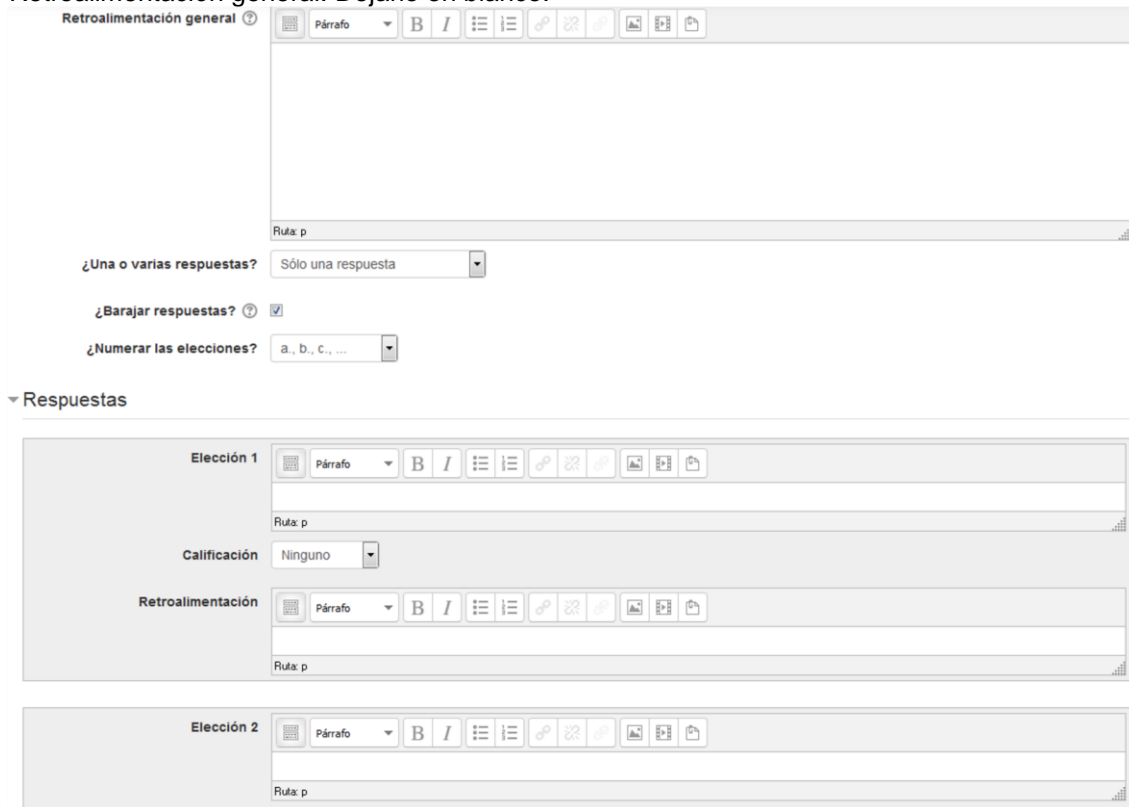 Retroalimentación general: Dejarlo en blanco.
Retroalimentación general
Párrafo B I
Ruta: p
¿Una o varias respuestas? Sólo una respuesta
¿Barajar respuestas?
¿Numerar las elecciones? a., b., c., ...
Respuestas
Elección 1
Párrafo B I
Ruta: p
Calificación Ninguno
Retroalimentación
Párrafo B I
Ruta: p
Elección 2
Párrafo B I
Ruta: p